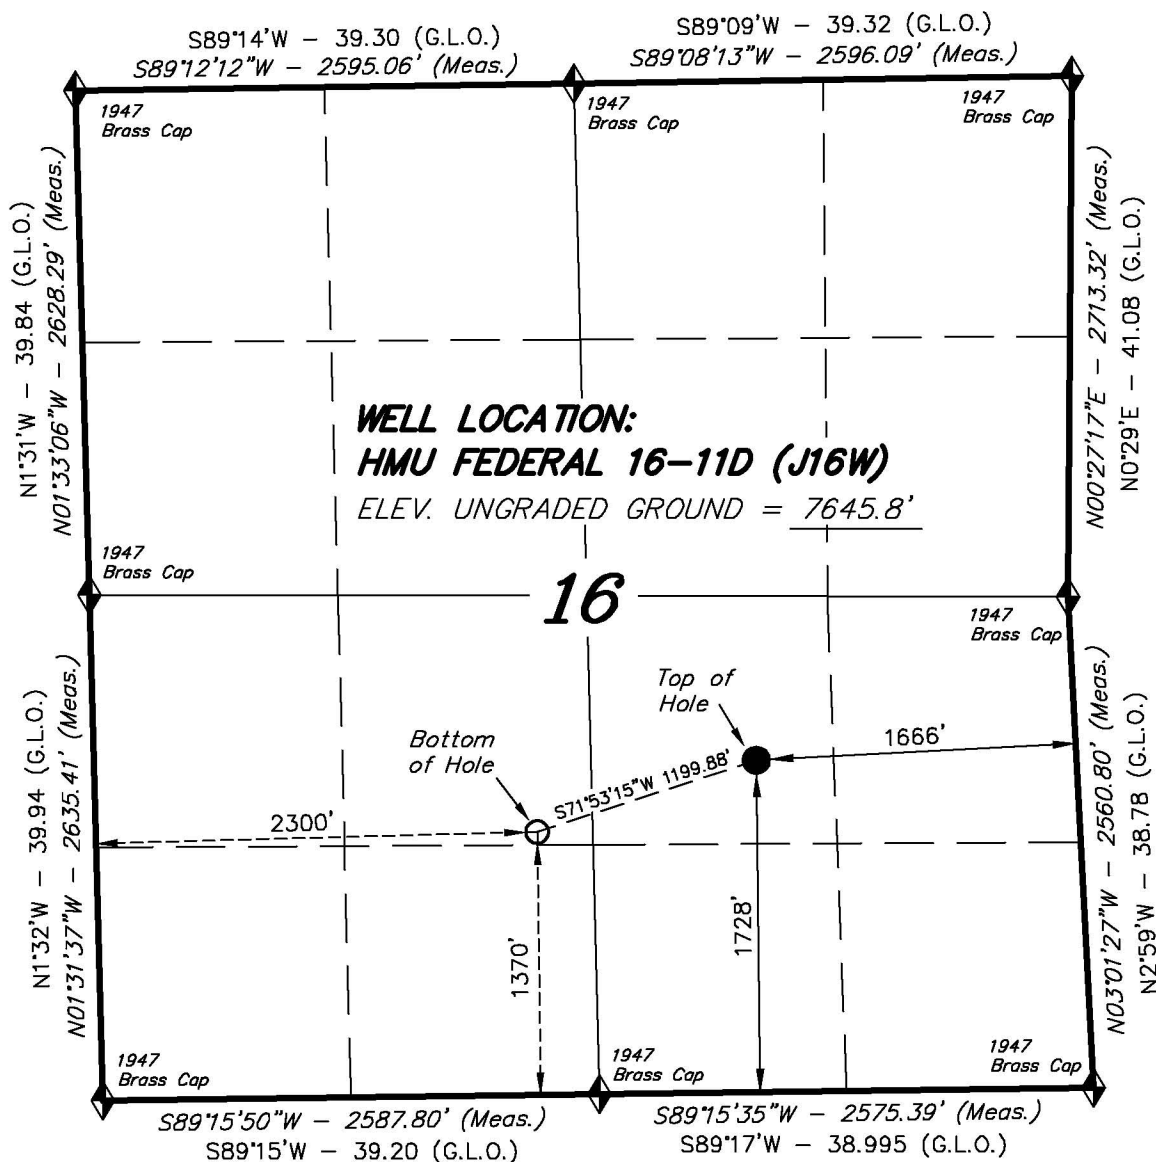 S89°14'W – 39.30 (G.L.O.)
S89°12'12"W – 2595.06' (Meas.)
S89°09'W – 39.32 (G.L.O.)
S89°08'13"W – 2596.09' (Meas.)
1947
Brass Cap
1947
Brass Cap
1947
Brass Cap
N1°31'W – 39.84 (G.L.O.)
N01°33'06"W – 2628.29' (Meas.)
N00°27'17"E – 2713.32' (Meas.)
N0°29'E – 41.08 (G.L.O.)
WELL LOCATION:
HMU FEDERAL 16–11D (J16W)
ELEV. UNGRADED GROUND = 7645.8'
1947
Brass Cap
16
1947
Brass Cap
Top of
Hole
Bottom
of Hole
1666'
S71°53'15"W 1199.88'
2300'
1370'
1728'
N1°32'W – 39.94 (G.L.O.)
N01°31'37"W – 2635.41' (Meas.)
N03°01'27"W – 2560.80' (Meas.)
N2°59'W – 38.78 (G.L.O.)
1947
Brass Cap
1947
Brass Cap
1947
Brass Cap
S89°15'50"W – 2587.80' (Meas.)
S89°15'W – 39.20 (G.L.O.)
S89°15'35"W – 2575.39' (Meas.)
S89°17'W – 38.995 (G.L.O.)